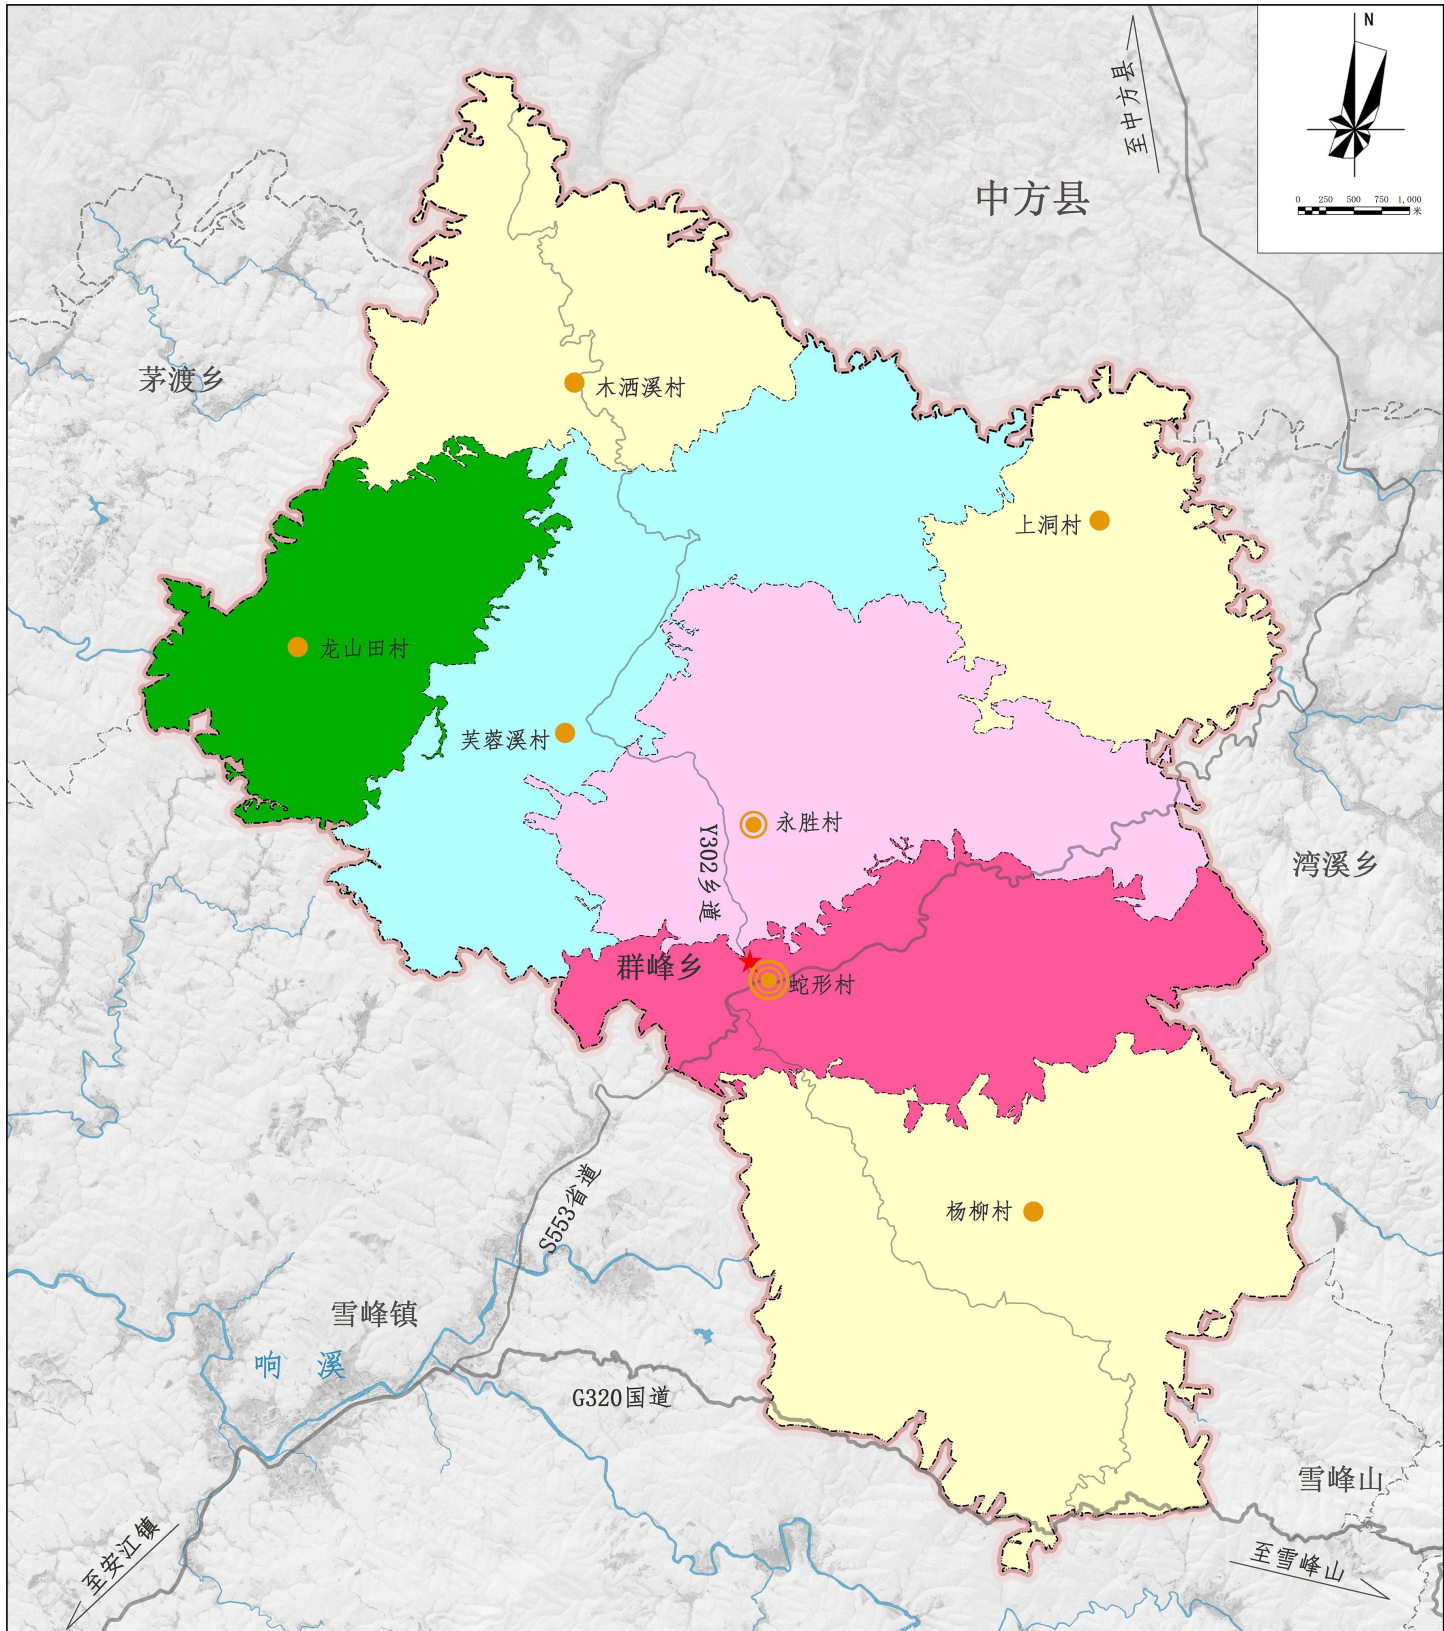 N
至中方县
中方县
0 250 500 750 1,000
米
茅渡乡
木洒溪村
上洞村
龙山田村
芙蓉溪村
永胜村
Y302乡道
湾溪乡
群峰乡
蛇形村
杨柳村
S553省道
雪峰镇
响 溪
G320国道
雪峰山
至安江镇
至雪峰山